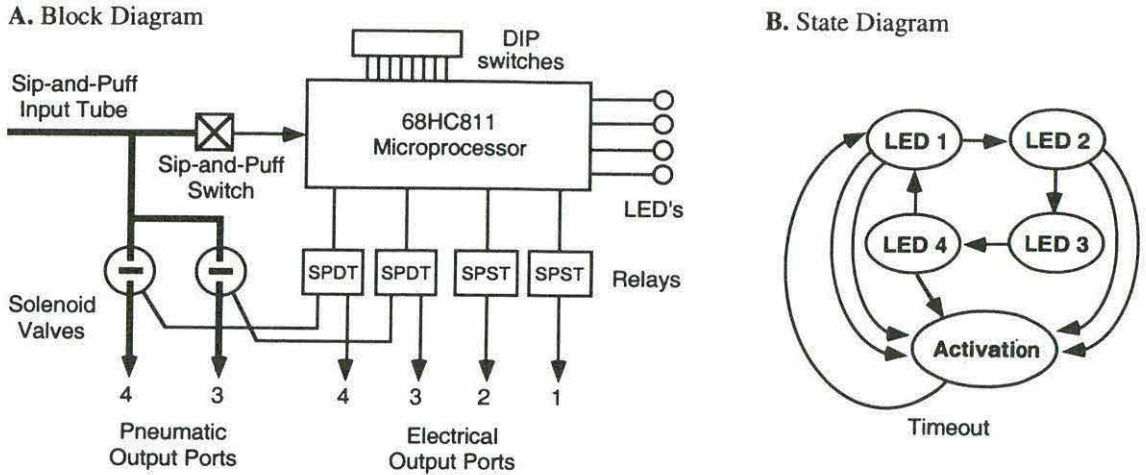 A. Block Diagram
DIP
switches
Sip-and-Puff
Input Tube
68HC811
Microprocessor
Sip-and-Puff
Switch
LED's
SPDT
SPDT
SPST
SPST
Relays
Solenoid
Valves
4
3
4
3
2
1
Pneumatic
Output Ports
Electrical
Output Ports
B. State Diagram
LED 1
LED 2
LED 4
LED 3
Activation
Timeout